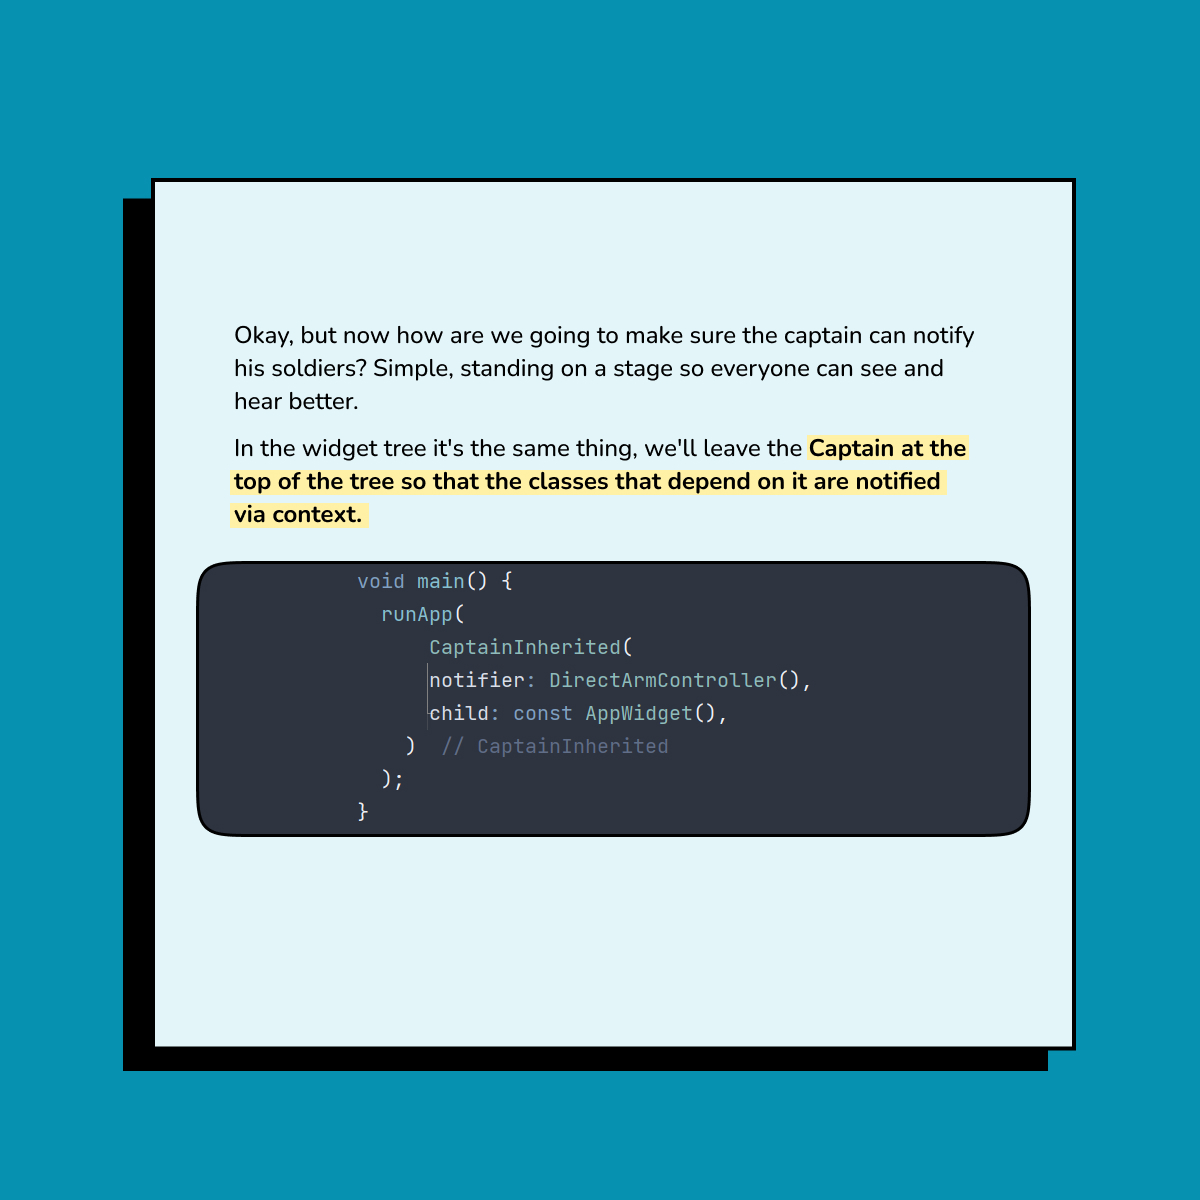 Okay, but now how are we going to make sure the captain can notify
his soldiers? Simple, standing on a stage so everyone can see and
hear better.
In the widget tree it's the same thing, we'll leave the Captain at the
top of the tree so that the classes that depend on it are notified
via context.
void main() {
  runApp(
      CaptainInherited(
      notifier: DirectArmController(),
      child: const AppWidget(),
    )  // CaptainInherited
  );
}